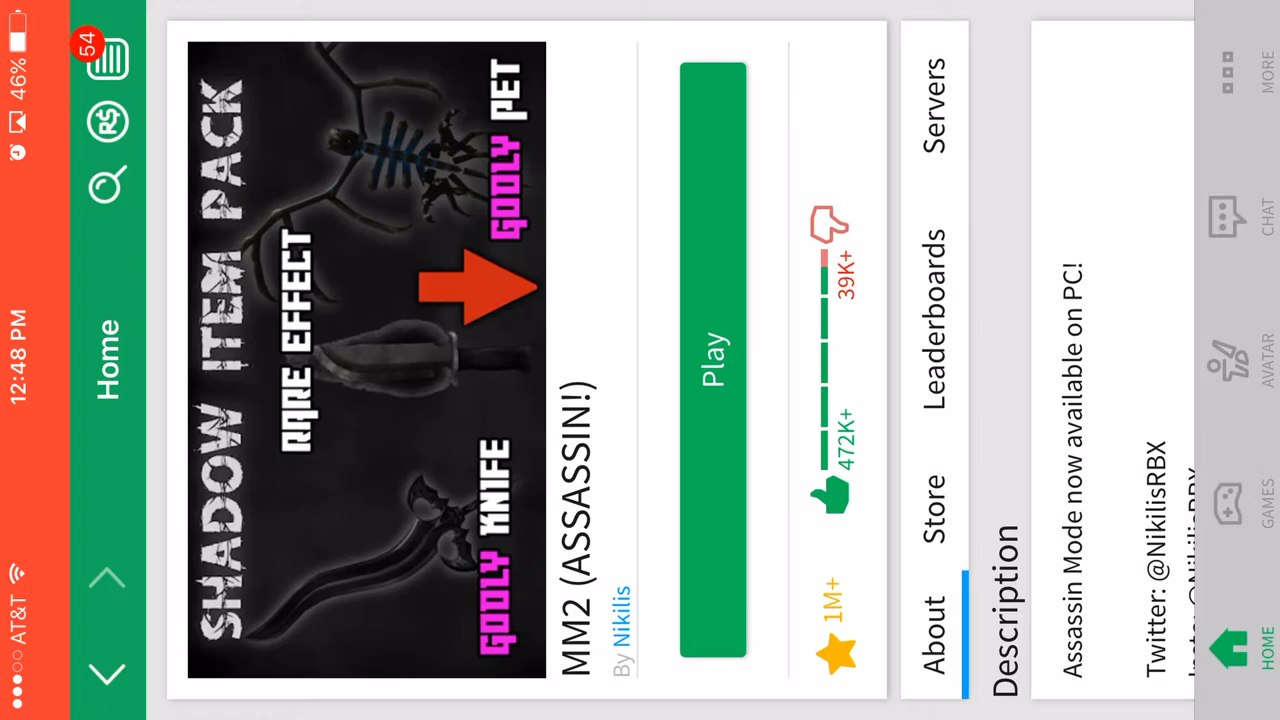 AT&T 12:48 PM 46%
Home 54
SHADOW ITEM PACK
RARE EFFECT
GODLY KNIFE
GODLY PET
MM2 (ASSASSIN!)
By Nikilis
Play
1M+ 472K+ 39K+
About Store Leaderboards Servers
Description
Assassin Mode now available on PC!
Twitter: @NikilisRBX
HOME GAMES CHAT AVATAR MORE